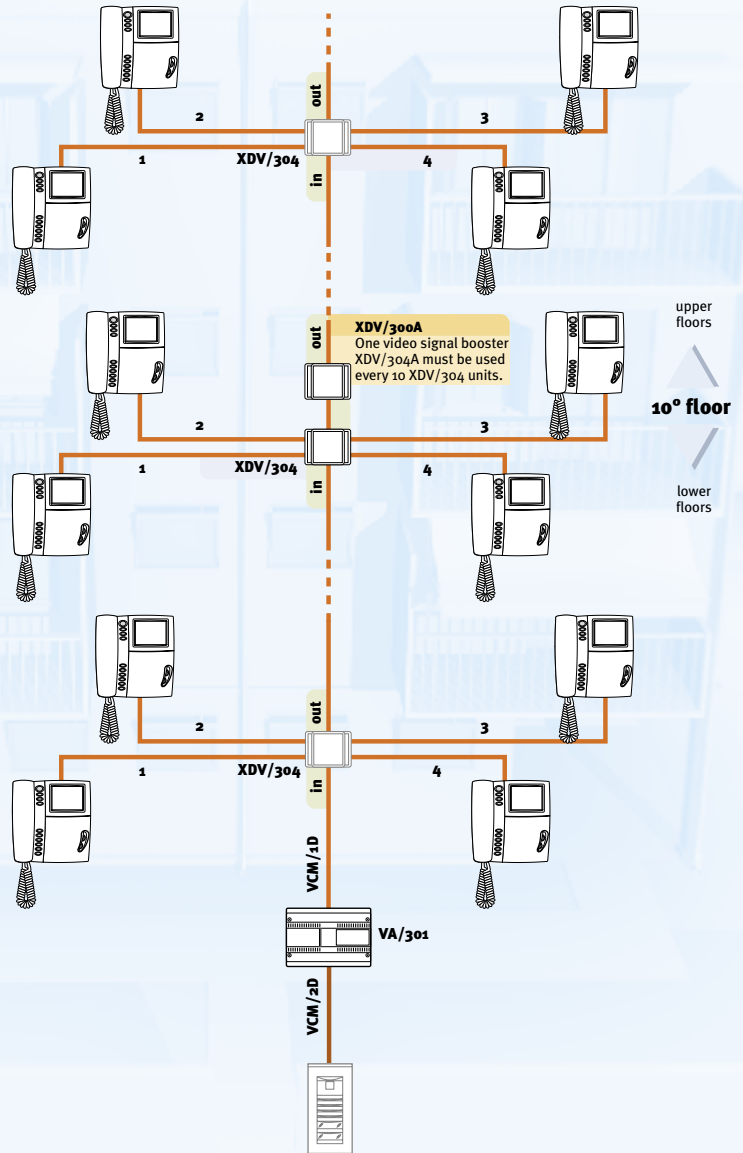 out
2
3
1
XDV/304
4
in
out
XDV/300A
One video signal booster
XDV/304A must be used
every 10 XDV/304 units.
upper
floors
10° floor
lower
floors
2
3
1
XDV/304
4
in
out
2
3
1
XDV/304
4
in
VCM/1D
VA/301
VCM/2D